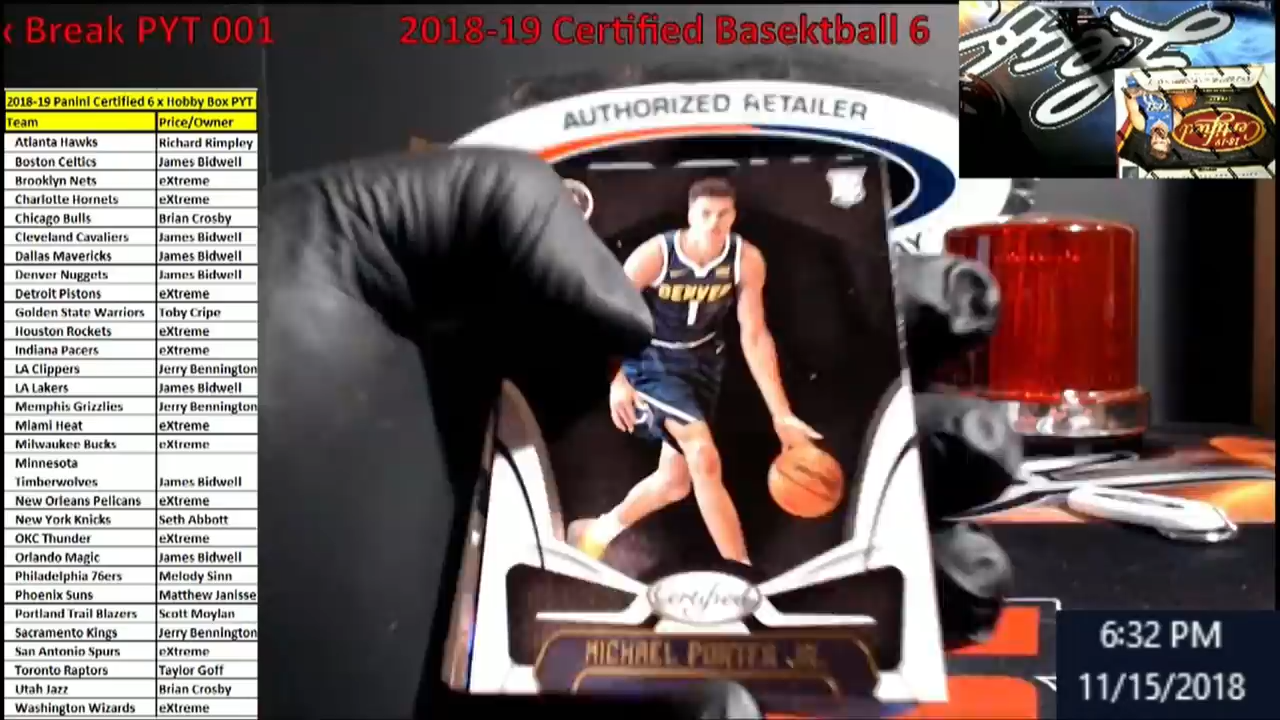 x Break PYT 001
2018-19 Certified Basektball 6
2018-19 Panini Certified 6 x Hobby Box PYT
Team Price/Owner
Atlanta Hawks Richard Rimpley
Boston Celtics James Bidwell
Brooklyn Nets eXtreme
Charlotte Hornets eXtreme
Chicago Bulls Brian Crosby
Cleveland Cavaliers James Bidwell
Dallas Mavericks James Bidwell
Denver Nuggets James Bidwell
Detroit Pistons eXtreme
Golden State Warriors Toby Cripe
Houston Rockets eXtreme
Indiana Pacers eXtreme
LA Clippers Jerry Bennington
LA Lakers James Bidwell
Memphis Grizzlies Jerry Bennington
Miami Heat eXtreme
Milwaukee Bucks eXtreme
Minnesota
Timberwolves James Bidwell
New Orleans Pelicans eXtreme
New York Knicks Seth Abbott
OKC Thunder eXtreme
Orlando Magic James Bidwell
Philadelphia 76ers Melody Sinn
Phoenix Suns Matthew Janisse
Portland Trail Blazers Scott Moylan
Sacramento Kings Jerry Bennington
San Antonio Spurs eXtreme
Toronto Raptors Taylor Goff
Utah Jazz Brian Crosby
Washington Wizards eXtreme
AUTHORIZED RETAILER
AY
DENVER
1
Certified
MICHAEL PORTER JR.
18-19
Certified
6:32 PM
11/15/2018